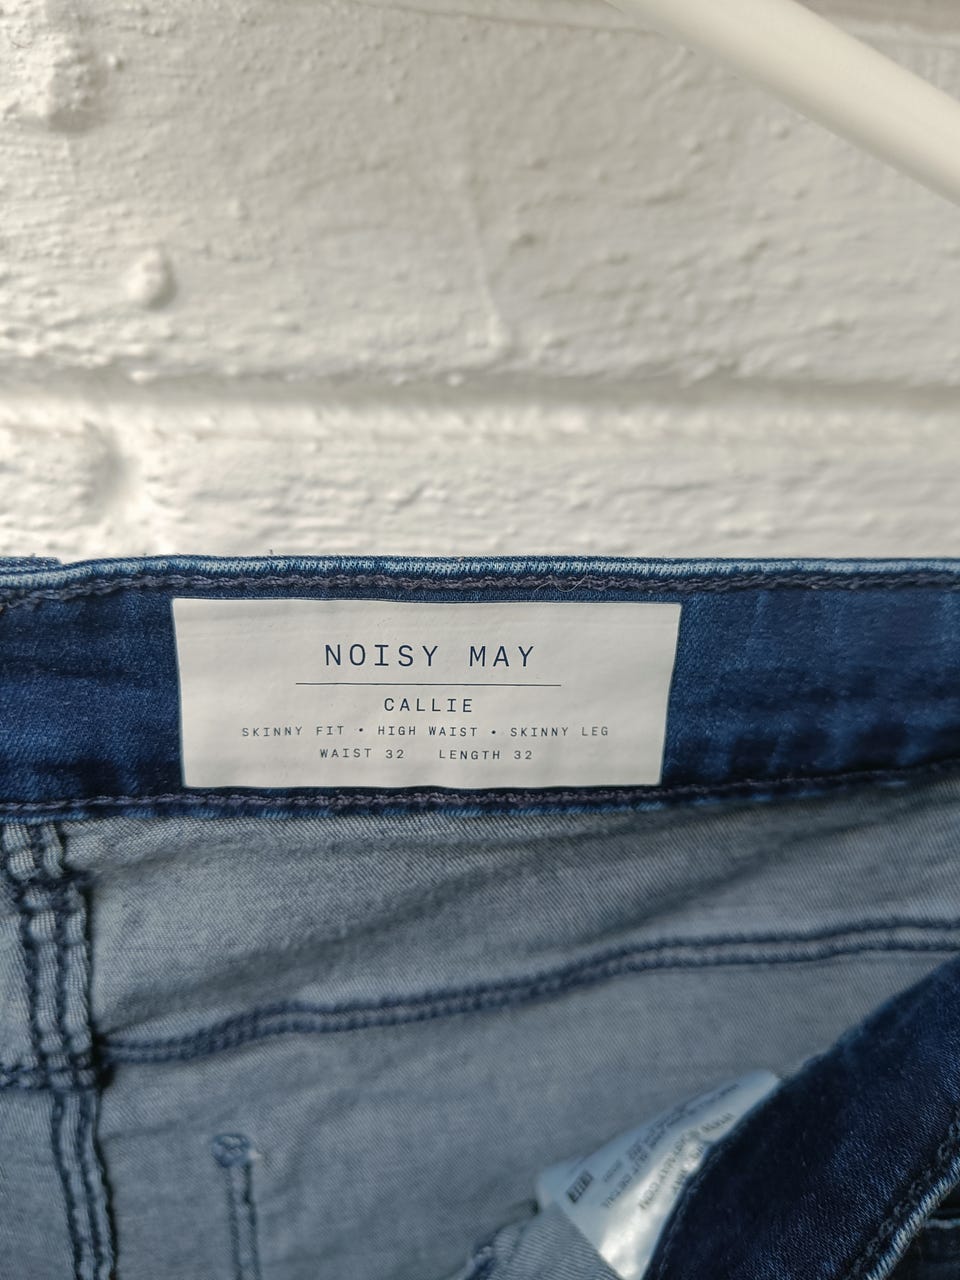 NOISY MAY
CALLIE
SKINNY FIT • HIGH WAIST • SKINNY LEG
WAIST 32 LENGTH 32